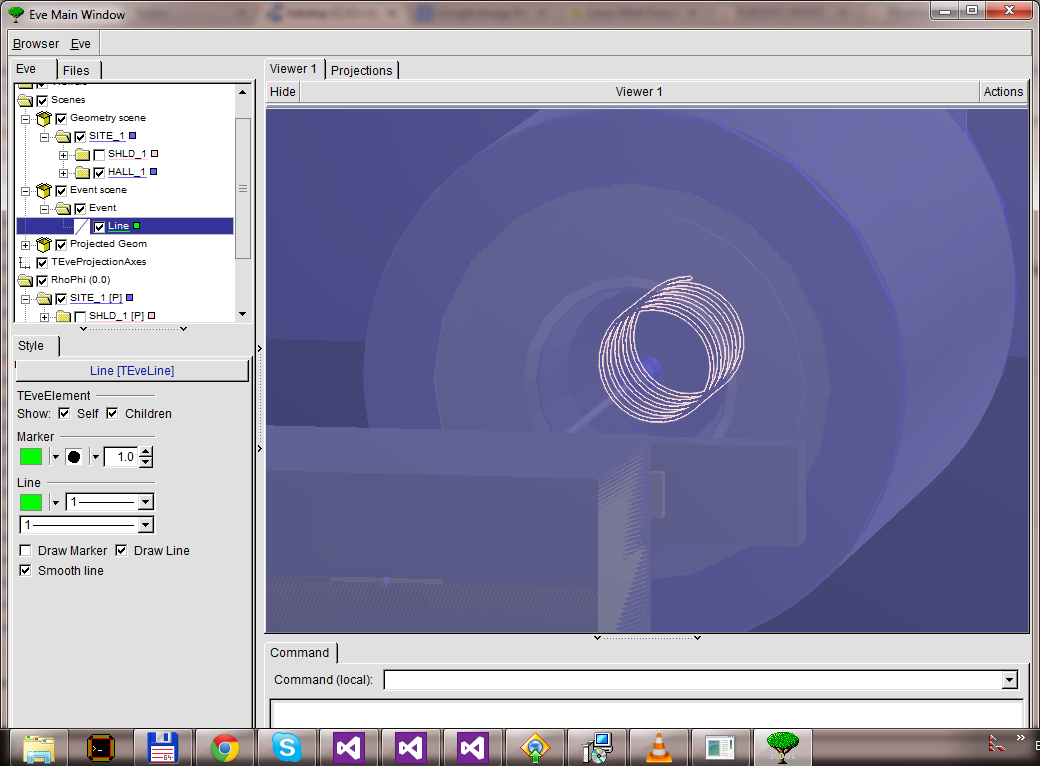 Eve Main Window
Browser Eve
Eve Files
Viewer 1 Projections
Hide Viewer 1 Actions
Scenes
Geometry scene
SITE_1
SHLD_1
HALL_1
Event scene
Event
Line
Projected Geom
TEveProjectionAxes
RhoPhi (0.0)
SITE_1 [P]
SHLD_1 [P]
Style
Line [TEveLine]
TEveElement
Show: Self Children
Marker
1.0
Line
1
1
Draw Marker Draw Line
Smooth line
Command
Command (local):
64
S